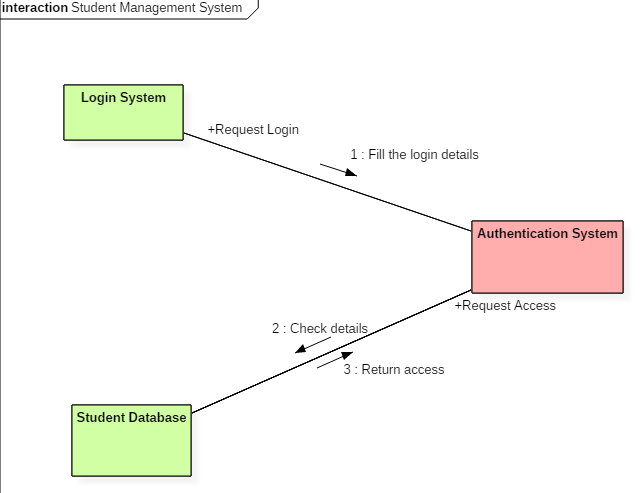 interaction Student Management System
Login System
+Request Login
1 : Fill the login details
Authentication System
+Request Access
2 : Check details
3 : Return access
Student Database